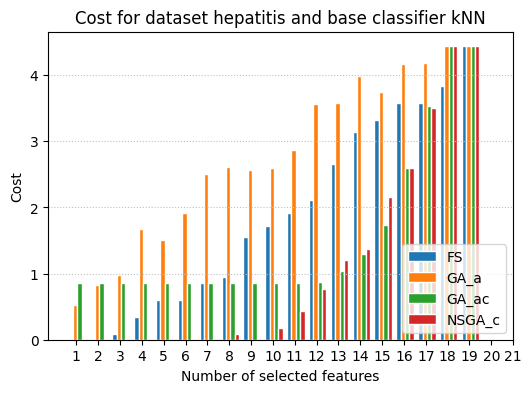 Cost for dataset hepatitis and base classifier kNN
4
3
2
1
0
Cost
FS
GA_a
GA_ac
NSGA_c
1 2 3 4 5 6 7 8 9 10 11 12 13 14 15 16 17 18 19 20 21
Number of selected features